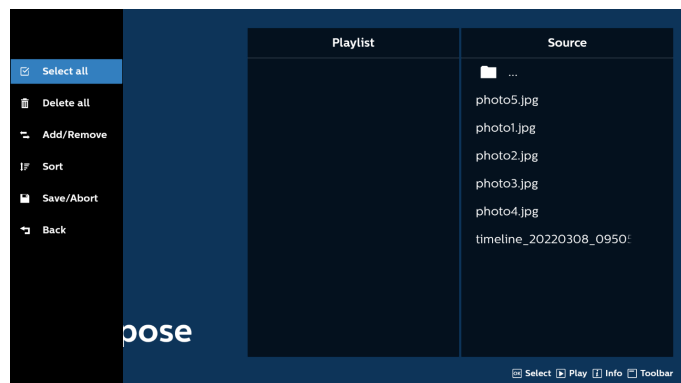 Playlist
Source
Select all
...
Delete all
photo5.jpg
Add/Remove
photo1.jpg
Sort
photo2.jpg
Save/Abort
photo3.jpg
Back
photo4.jpg
timeline_20220308_0950
pose
Select Play Info Toolbar